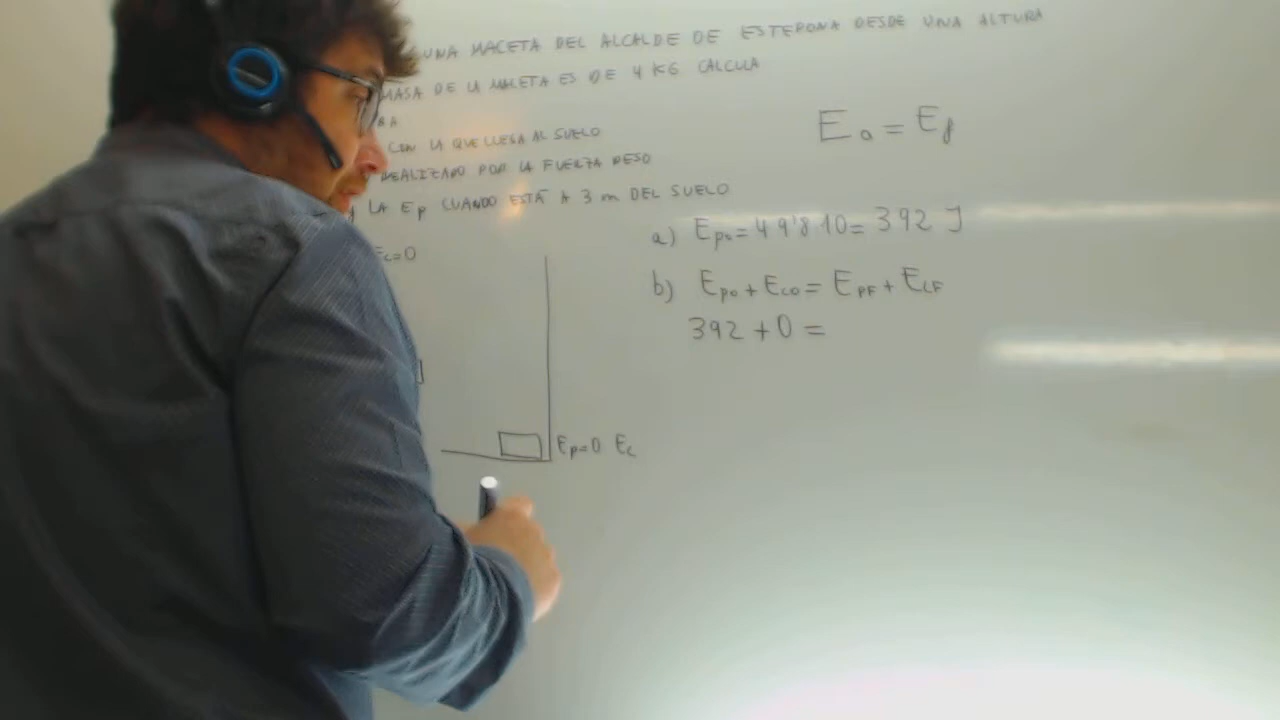 UNA MACETA DEL ALCALDE DE ESTEPONA DESDE UNA ALTURA
MASA DE LA MACETA ES DE 4 KG CALCULA
BA
CON LA QUE LLEGA AL SUELO
REALIZADO POR LA FUERZA PESO
Y LA Ep CUANDO ESTÁ A 3 m DEL SUELO
Eo = Ef
Ec=0
a) Epo = 4 9'8 10 = 392 J
b) Epo + Eco = EPF + ECF
392 + 0 =
Ep=0 Ec